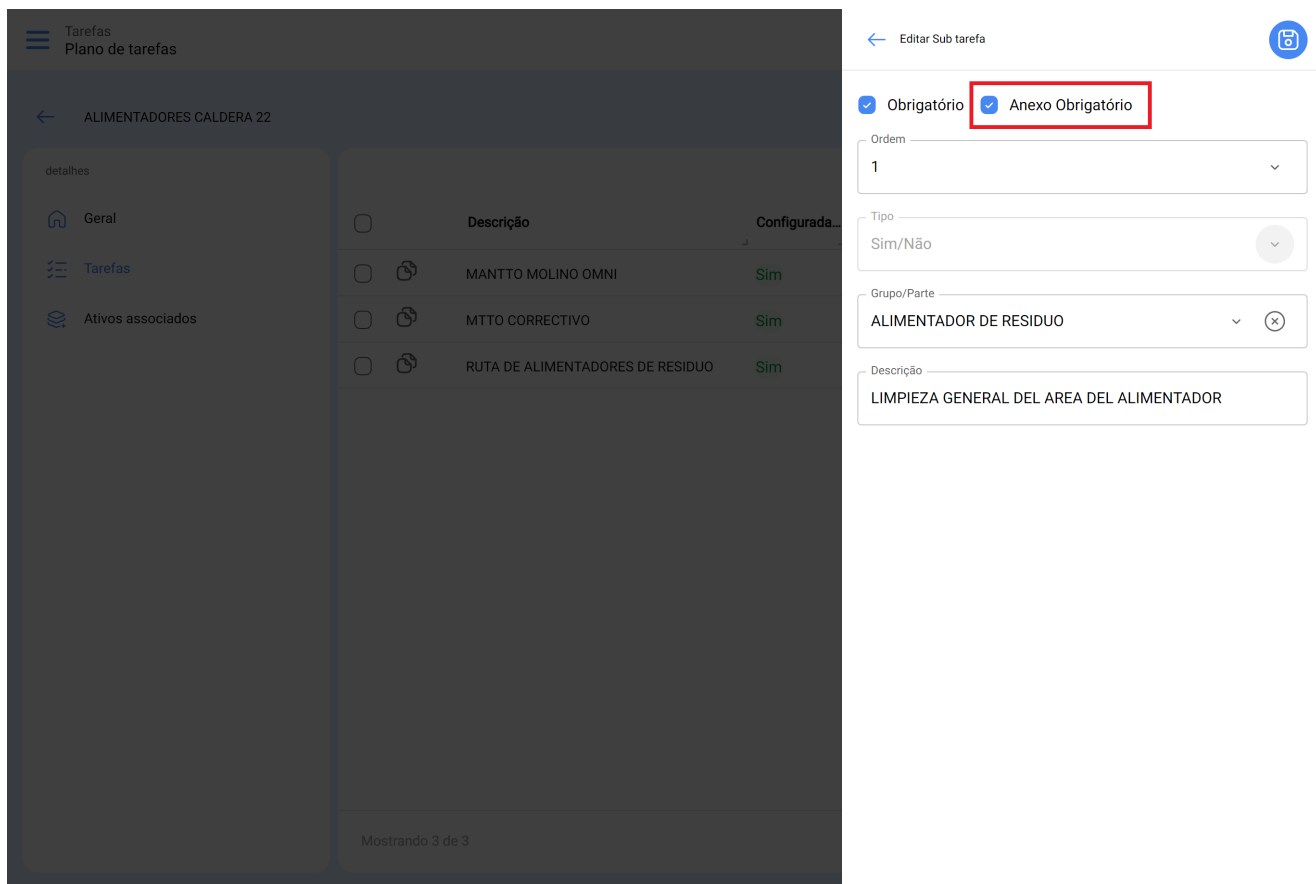 Tarefas
Plano de tarefas
ALIMENTADORES CALDERA 22
detalhes
Geral
Tarefas
Ativos associados
Descrição
Configurada...
MANTTO MOLINO OMNI
Sim
MTTO CORRECTIVO
Sim
RUTA DE ALIMENTADORES DE RESIDUO
Sim
Mostrando 3 de 3
Editar Sub tarefa
Obrigatório
Anexo Obrigatório
Ordem
1
Tipo
Sim/Não
Grupo/Parte
ALIMENTADOR DE RESIDUO
Descrição
LIMPIEZA GENERAL DEL AREA DEL ALIMENTADOR